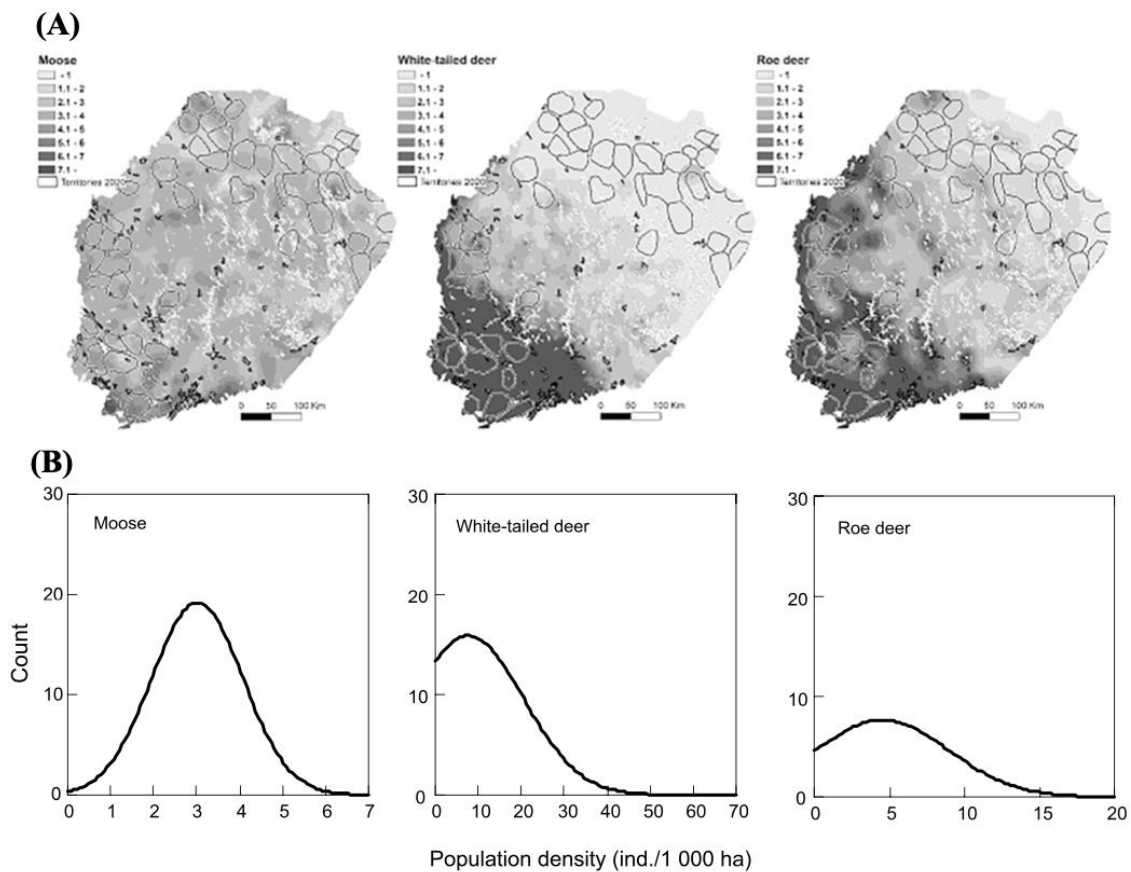 (A)
Moose
- 1
1.1 - 2
2.1 - 3
3.1 - 4
4.1 - 5
5.1 - 6
6.1 - 7
7.1 -
Territories 2020
0 50 100 Km
White-tailed deer
- 1
1.1 - 2
2.1 - 3
3.1 - 4
4.1 - 5
5.1 - 6
6.1 - 7
7.1 -
Territories 2020
0 50 100 Km
Roe deer
- 1
1.1 - 2
2.1 - 3
3.1 - 4
4.1 - 5
5.1 - 6
6.1 - 7
7.1 -
Territories 2020
0 50 100 Km
(B)
Count
30
20
10
0
Moose
0 1 2 3 4 5 6 7
30
20
10
0
White-tailed deer
0 10 20 30 40 50 60 70
30
20
10
0
Roe deer
0 5 10 15 20
Population density (ind./1 000 ha)